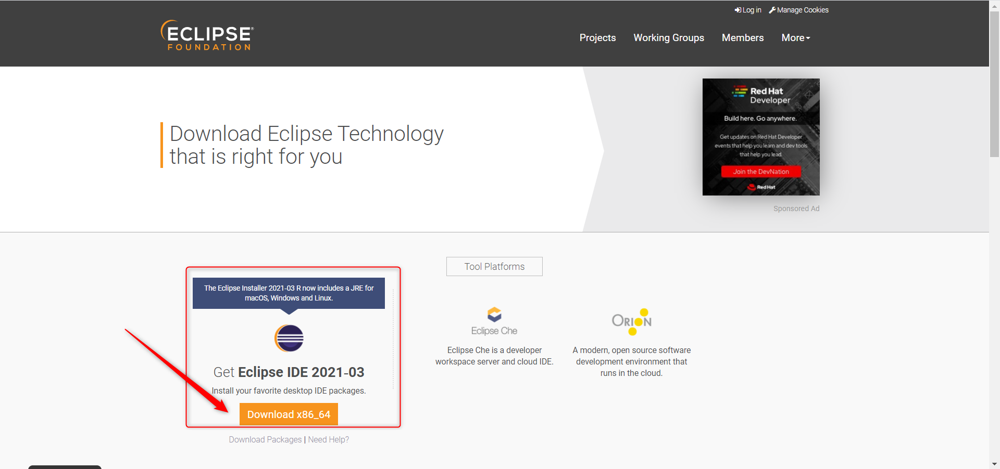 Log in Manage Cookies
ECLIPSE®
FOUNDATION
Projects Working Groups Members More
Download Eclipse Technology
that is right for you
Red Hat
Developer
Build here. Go anywhere.
Get updates on Red Hat Developer
events that help you learn and dev tools
that help you lead.
Join the DevNation
Red Hat
Sponsored Ad
Tool Platforms
The Eclipse Installer 2021-03 R now includes a JRE for
macOS, Windows and Linux.
Get Eclipse IDE 2021-03
Install your favorite desktop IDE packages.
Download x86_64
Download Packages | Need Help?
Eclipse Che
Eclipse Che is a developer
workspace server and cloud IDE.
ORION
A modern, open source software
development environment that
runs in the cloud.